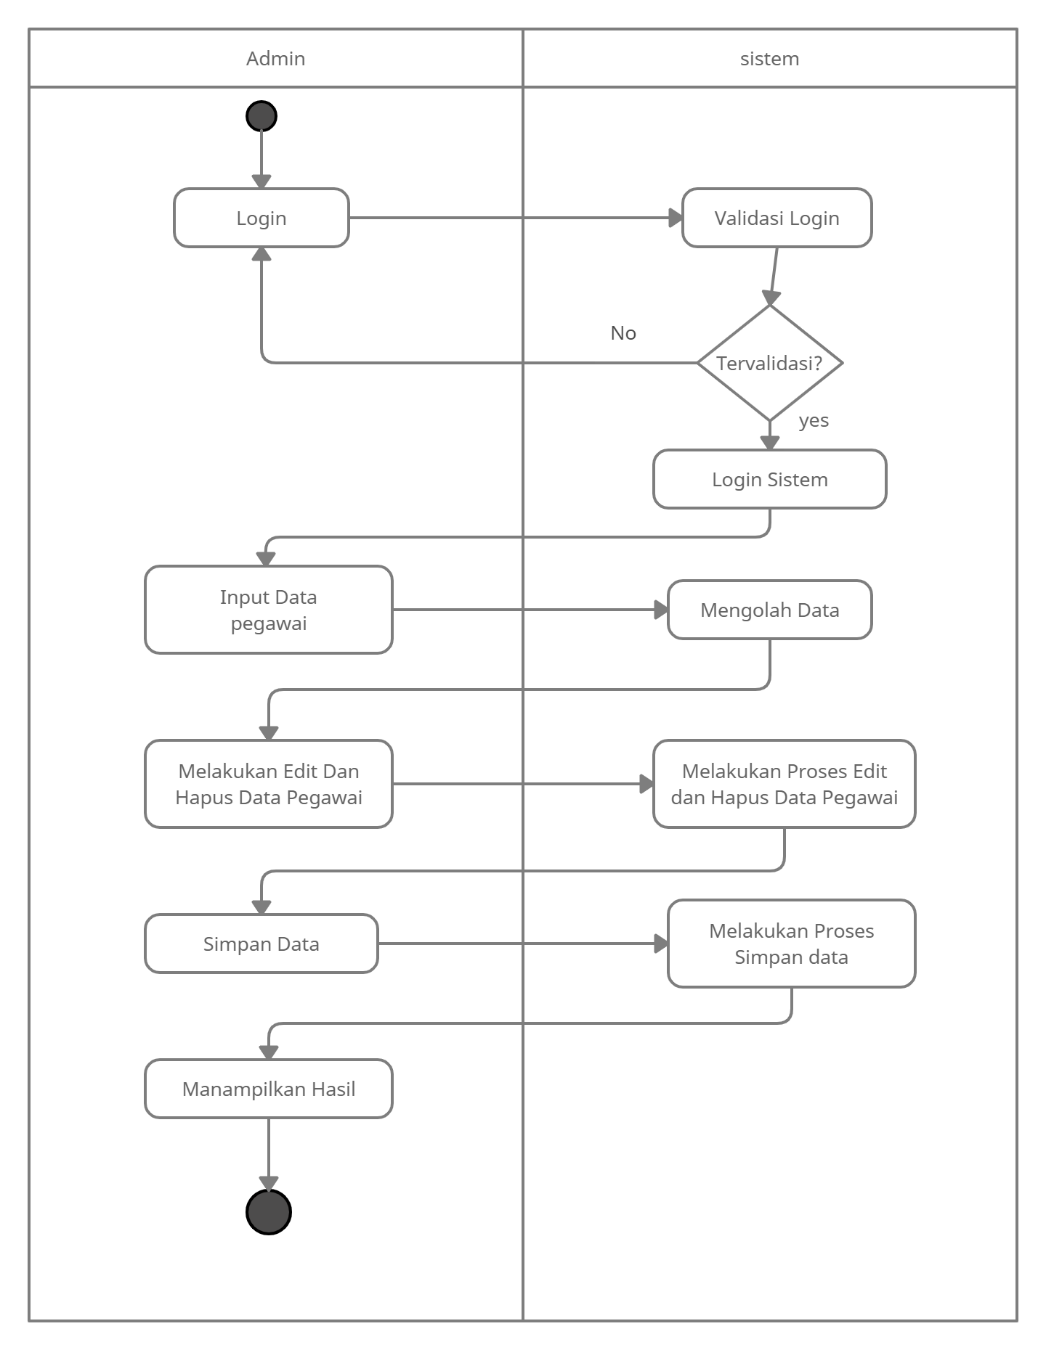 Admin
sistem
Login
Validasi Login
No
Tervalidasi?
yes
Login Sistem
Input Data
pegawai
Mengolah Data
Melakukan Edit Dan
Hapus Data Pegawai
Melakukan Proses Edit
dan Hapus Data Pegawai
Simpan Data
Melakukan Proses
Simpan data
Manampilkan Hasil